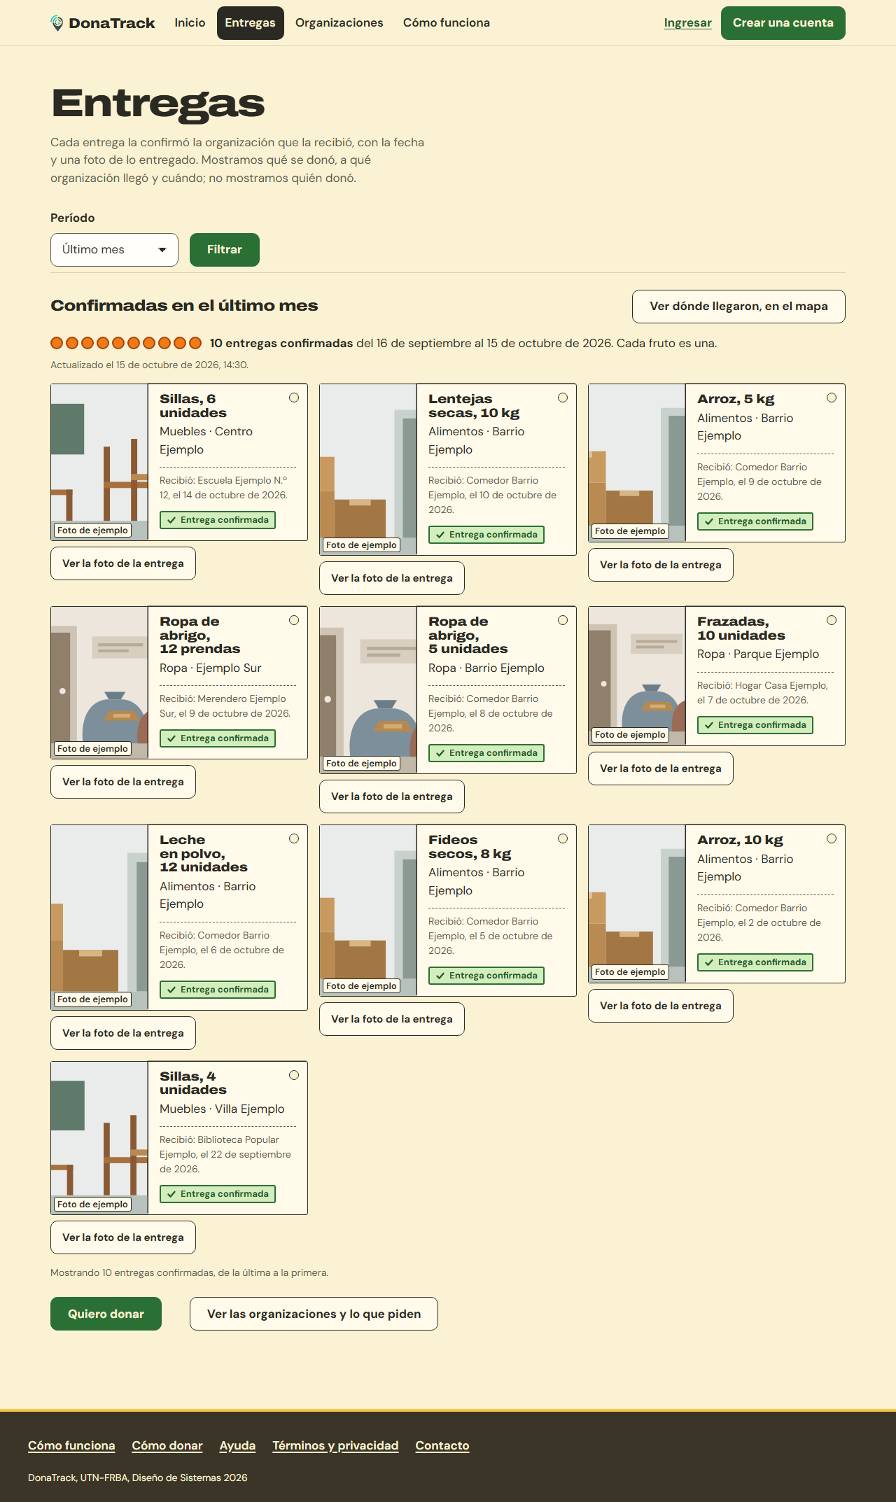 DonaTrack
Inicio
Entregas
Organizaciones
Cómo funciona
Ingresar
Crear una cuenta
Entregas
Cada entrega la confirmó la organización que la recibió, con la fecha
y una foto de lo entregado. Mostramos qué se donó, a qué
organización llegó y cuándo; no mostramos quién donó.
Período
Último mes
Filtrar
Confirmadas en el último mes
Ver dónde llegaron, en el mapa
10 entregas confirmadas del 16 de septiembre al 15 de octubre de 2026. Cada fruto es una.
Actualizado el 15 de octubre de 2026, 14:30.
Sillas, 6
unidades
Muebles · Centro
Ejemplo
Recibió: Escuela Ejemplo N.º
12, el 14 de octubre de 2026.
Entrega confirmada
Foto de ejemplo
Ver la foto de la entrega
Lentejas
secas, 10 kg
Alimentos · Barrio
Ejemplo
Recibió: Comedor Barrio
Ejemplo, el 10 de octubre de
2026.
Entrega confirmada
Foto de ejemplo
Ver la foto de la entrega
Arroz, 5 kg
Alimentos · Barrio
Ejemplo
Recibió: Comedor Barrio
Ejemplo, el 9 de octubre de
2026.
Entrega confirmada
Foto de ejemplo
Ver la foto de la entrega
Ropa de
abrigo,
12 prendas
Ropa · Ejemplo Sur
Recibió: Merendero Ejemplo
Sur, el 9 de octubre de 2026.
Entrega confirmada
Foto de ejemplo
Ver la foto de la entrega
Ropa de
abrigo,
5 unidades
Ropa · Barrio Ejemplo
Recibió: Comedor Barrio
Ejemplo, el 8 de octubre de
2026.
Entrega confirmada
Foto de ejemplo
Ver la foto de la entrega
Frazadas,
10 unidades
Ropa · Parque Ejemplo
Recibió: Hogar Casa Ejemplo,
el 7 de octubre de 2026.
Entrega confirmada
Foto de ejemplo
Ver la foto de la entrega
Leche
en polvo,
12 unidades
Alimentos · Barrio
Ejemplo
Recibió: Comedor Barrio
Ejemplo, el 6 de octubre de
2026.
Entrega confirmada
Foto de ejemplo
Ver la foto de la entrega
Fideos
secos, 8 kg
Alimentos · Barrio
Ejemplo
Recibió: Comedor Barrio
Ejemplo, el 5 de octubre de
2026.
Entrega confirmada
Foto de ejemplo
Ver la foto de la entrega
Arroz, 10 kg
Alimentos · Barrio
Ejemplo
Recibió: Comedor Barrio
Ejemplo, el 2 de octubre de
2026.
Entrega confirmada
Foto de ejemplo
Ver la foto de la entrega
Sillas, 4
unidades
Muebles · Villa Ejemplo
Recibió: Biblioteca Popular
Ejemplo, el 22 de septiembre
de 2026.
Entrega confirmada
Foto de ejemplo
Ver la foto de la entrega
Mostrando 10 entregas confirmadas, de la última a la primera.
Quiero donar
Ver las organizaciones y lo que piden
Cómo funciona
Cómo donar
Ayuda
Términos y privacidad
Contacto
DonaTrack, UTN-FRBA, Diseño de Sistemas 2026